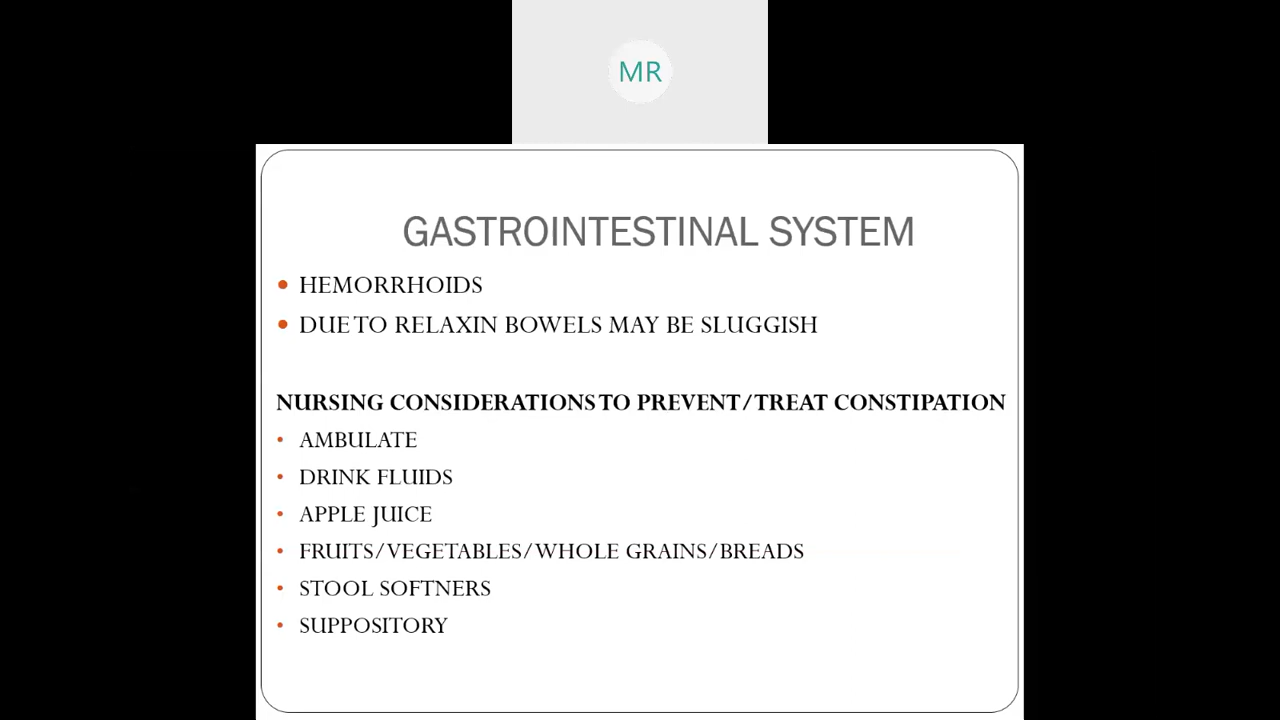 MR
GASTROINTESTINAL SYSTEM
HEMORRHOIDS
DUE TO RELAXIN BOWELS MAY BE SLUGGISH
NURSING CONSIDERATIONS TO PREVENT/TREAT CONSTIPATION
AMBULATE
DRINK FLUIDS
APPLE JUICE
FRUITS/VEGETABLES/WHOLE GRAINS/BREADS
STOOL SOFTNERS
SUPPOSITORY